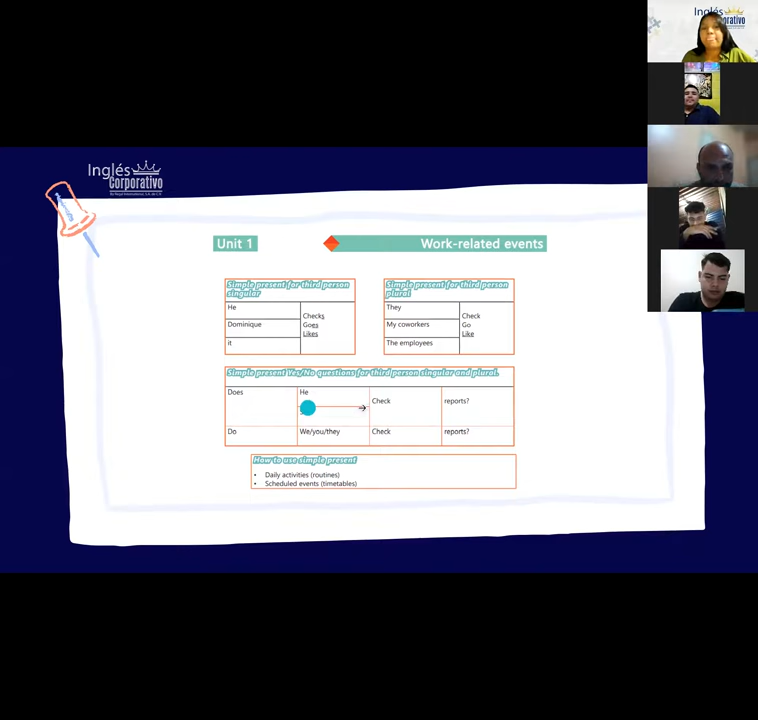 Inglés
orporativo
Inglés
Corporativo
Unit 1
Work-related events
Simple present for third person
singular
He
Dominique
it
Checks
Goes
Likes
Simple present for third person
plural
They
My coworkers
The employees
Check
Go
Like
Simple present Yes/No questions for third person singular and plural.
Does
He
Check
reports?
Do
We/you/they
Check
reports?
How to use simple present
• Daily activities (routines)
• Scheduled events (timetables)